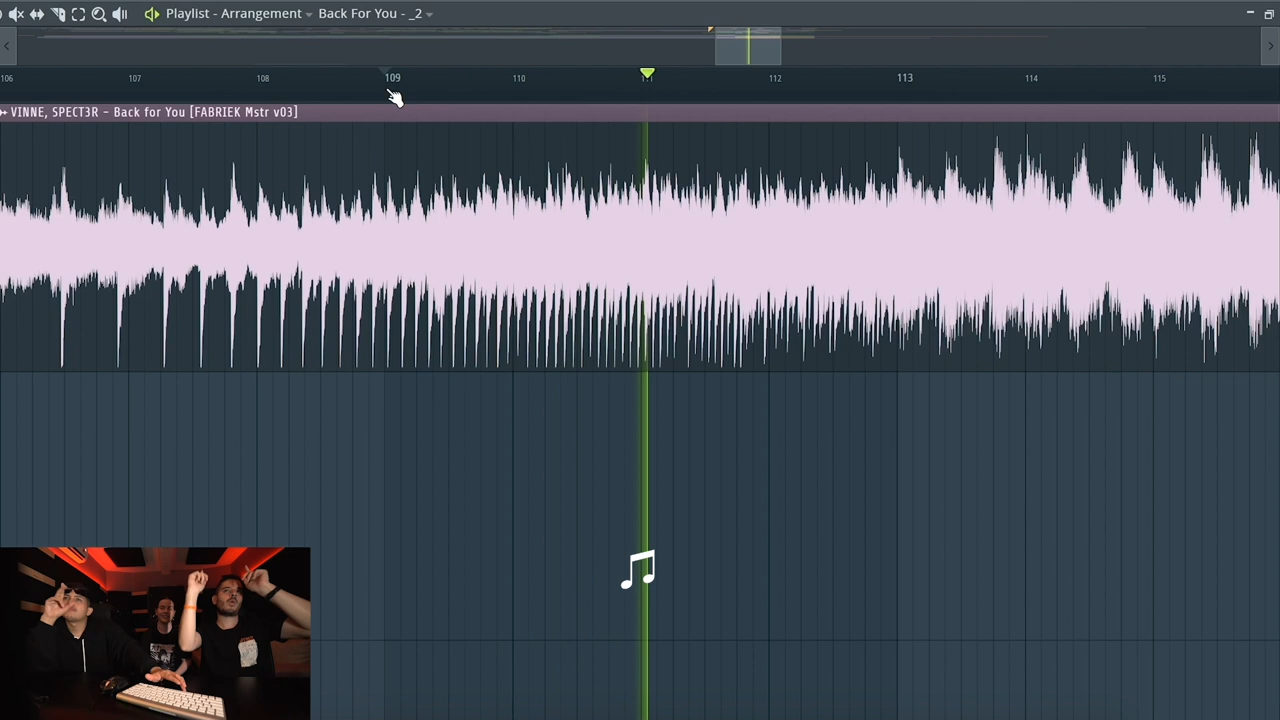 Playlist - Arrangement Back For You - _2
106 107 108 109 110 111 112 113 114 115
VINNE, SPECT3R - Back for You [FABRIEK Mstr v03]